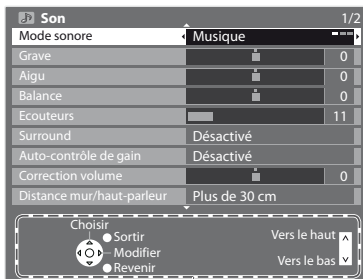 Son 1/2
Mode sonore Musique
Grave 0
Aigu 0
Balance 0
Ecouteurs 11
Surround Désactivé
Auto-contrôle de gain Désactivé
Correction volume 0
Distance mur/haut-parleur Plus de 30 cm
Choisir
Sortir
Modifier
Revenir
Vers le haut
Vers le bas